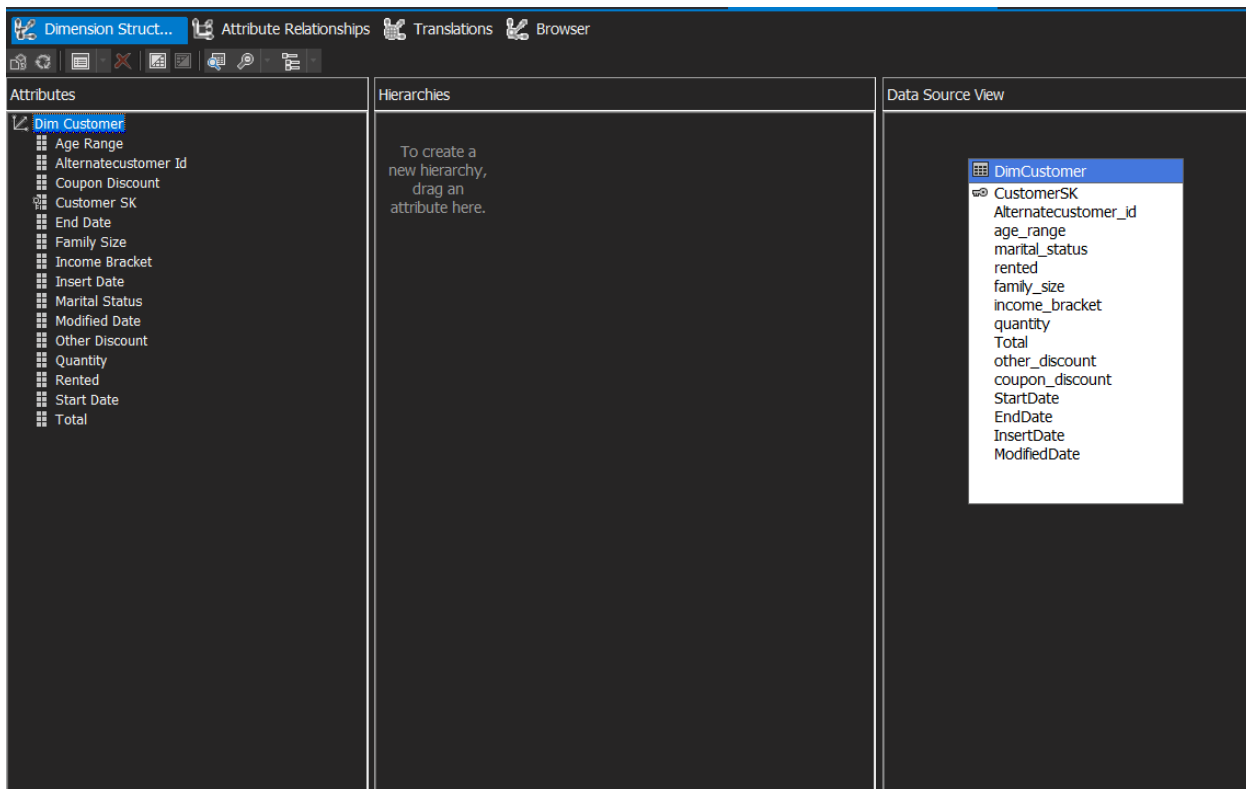 Dimension Struct... Attribute Relationships Translations Browser
Attributes
Dim Customer
Age Range
Alternatecustomer Id
Coupon Discount
Customer SK
End Date
Family Size
Income Bracket
Insert Date
Marital Status
Modified Date
Other Discount
Quantity
Rented
Start Date
Total
Hierarchies
To create a
new hierarchy,
drag an
attribute here.
Data Source View
DimCustomer
CustomerSK
Alternatecustomer_id
age_range
marital_status
rented
family_size
income_bracket
quantity
Total
other_discount
coupon_discount
StartDate
EndDate
InsertDate
ModifiedDate